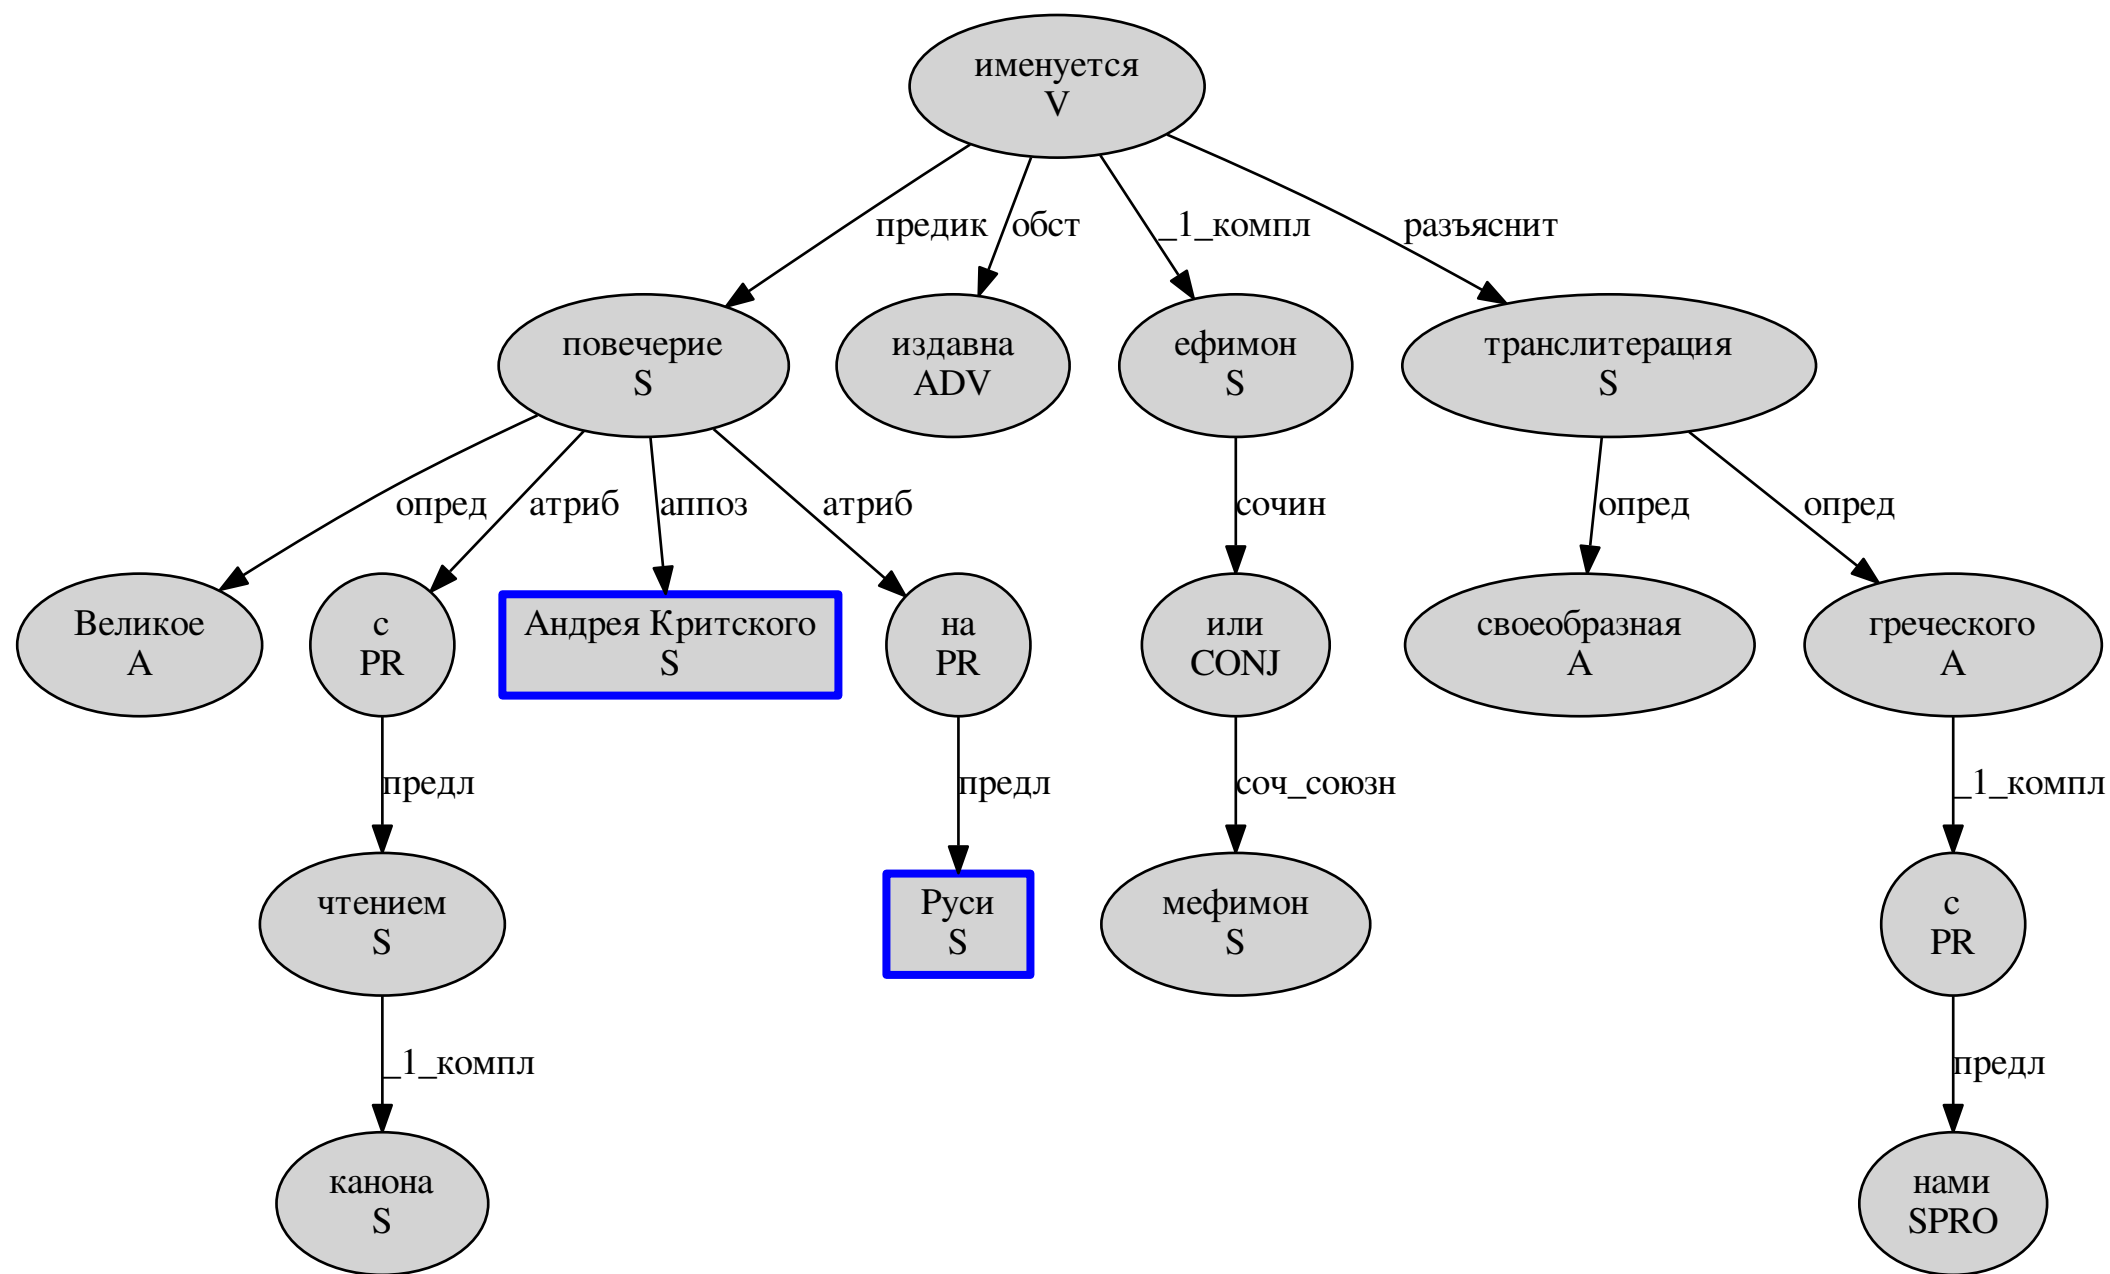 именуется
V
предик
обст
_1_компл
разъяснит
повечерие
S
издавна
ADV
ефимон
S
транслитерация
S
опред
атриб
аппоз
атриб
сочин
опред
опред
Великое
A
с
PR
Андрея Критского
S
на
PR
или
CONJ
своеобразная
A
греческого
A
предл
предл
соч_союзн
_1_компл
чтением
S
Руси
S
мефимон
S
с
PR
_1_компл
предл
канона
S
нами
SPRO